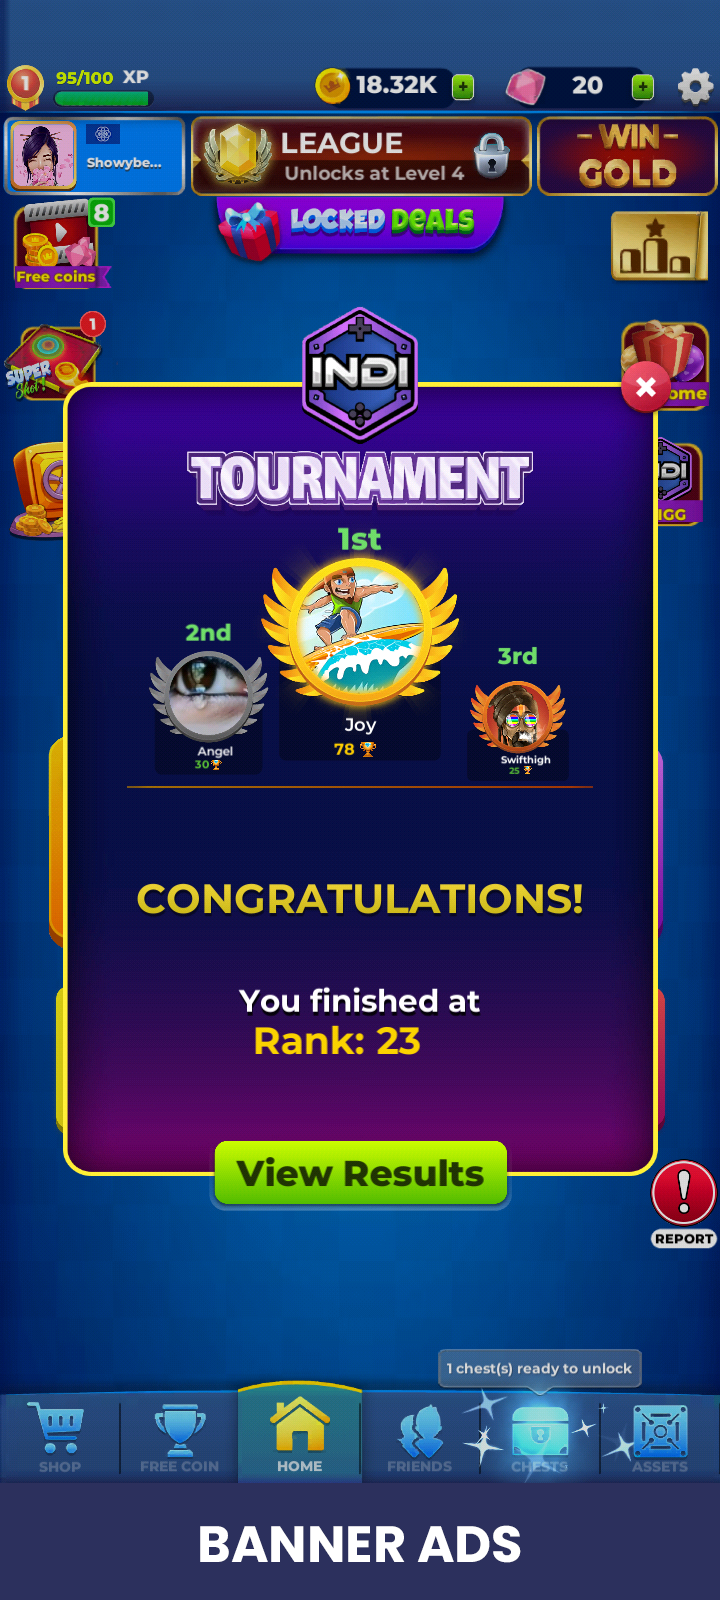 1
95/100 XP
18.32K
20
Showybe...
LEAGUE
Unlocks at Level 4
- WIN -
GOLD
8
Free coins
LOCKED DEALS
1
SUPER
Shot!
INDI
TOURNAMENT
1st
2nd
3rd
Joy
78
Angel
30
Swifthigh
25
CONGRATULATIONS!
You finished at
Rank: 23
View Results
REPORT
1 chest(s) ready to unlock
SHOP
FREE COIN
HOME
FRIENDS
CHESTS
ASSETS
BANNER ADS